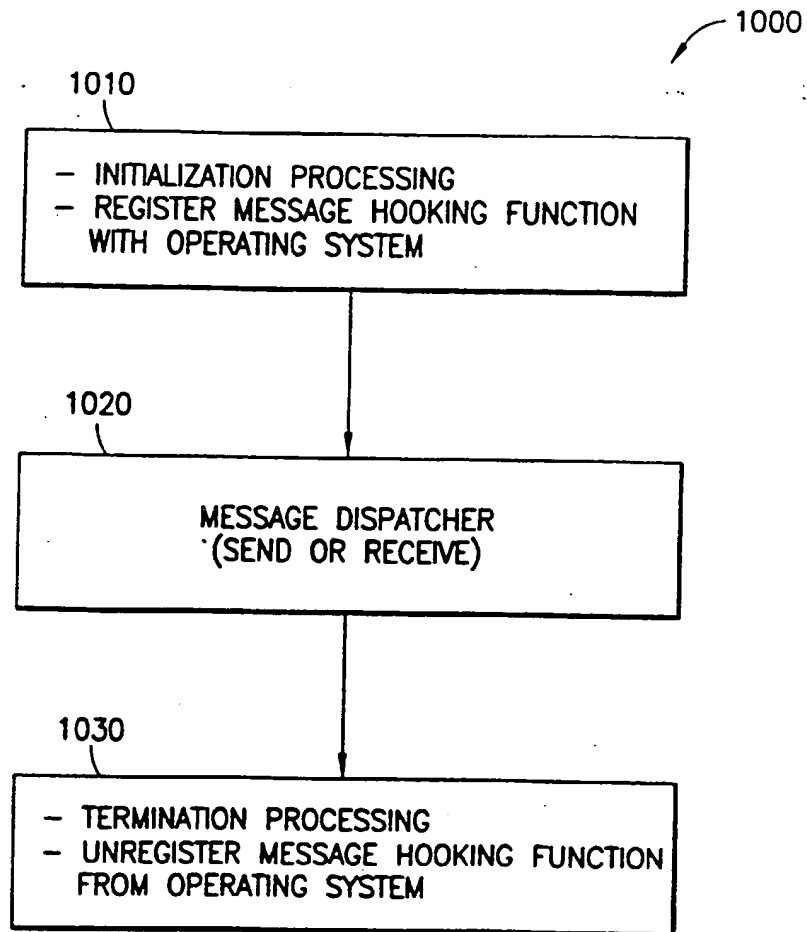 1000
1010
- INITIALIZATION PROCESSING
- REGISTER MESSAGE HOOKING FUNCTION
WITH OPERATING SYSTEM
1020
MESSAGE DISPATCHER
(SEND OR RECEIVE)
1030
- TERMINATION PROCESSING
- UNREGISTER MESSAGE HOOKING FUNCTION
FROM OPERATING SYSTEM